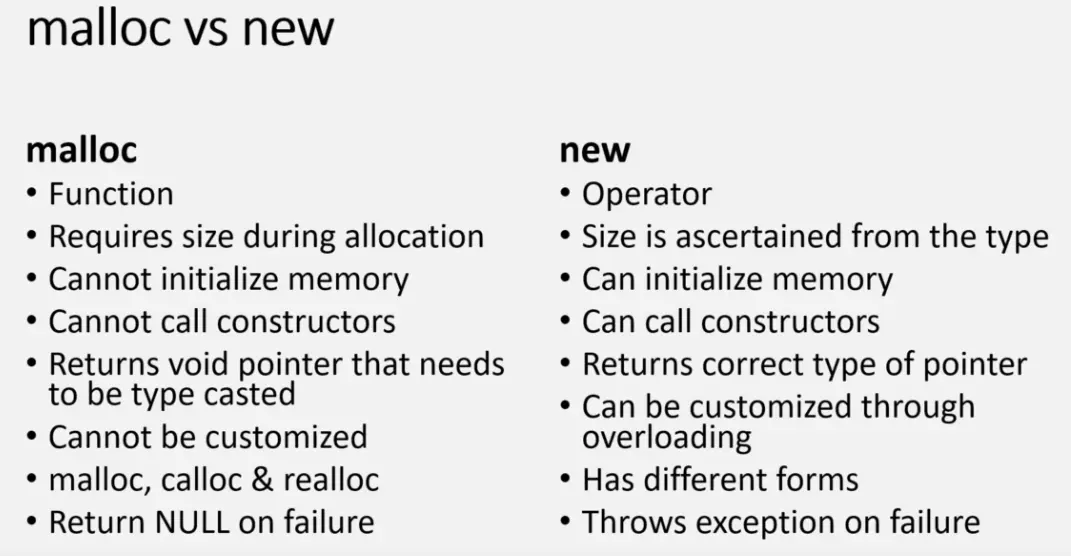 malloc vs new
malloc
• Function
• Requires size during allocation
• Cannot initialize memory
• Cannot call constructors
• Returns void pointer that needs
to be type casted
• Cannot be customized
• malloc, calloc & realloc
• Return NULL on failure
new
• Operator
• Size is ascertained from the type
• Can initialize memory
• Can call constructors
• Returns correct type of pointer
• Can be customized through
overloading
• Has different forms
• Throws exception on failure